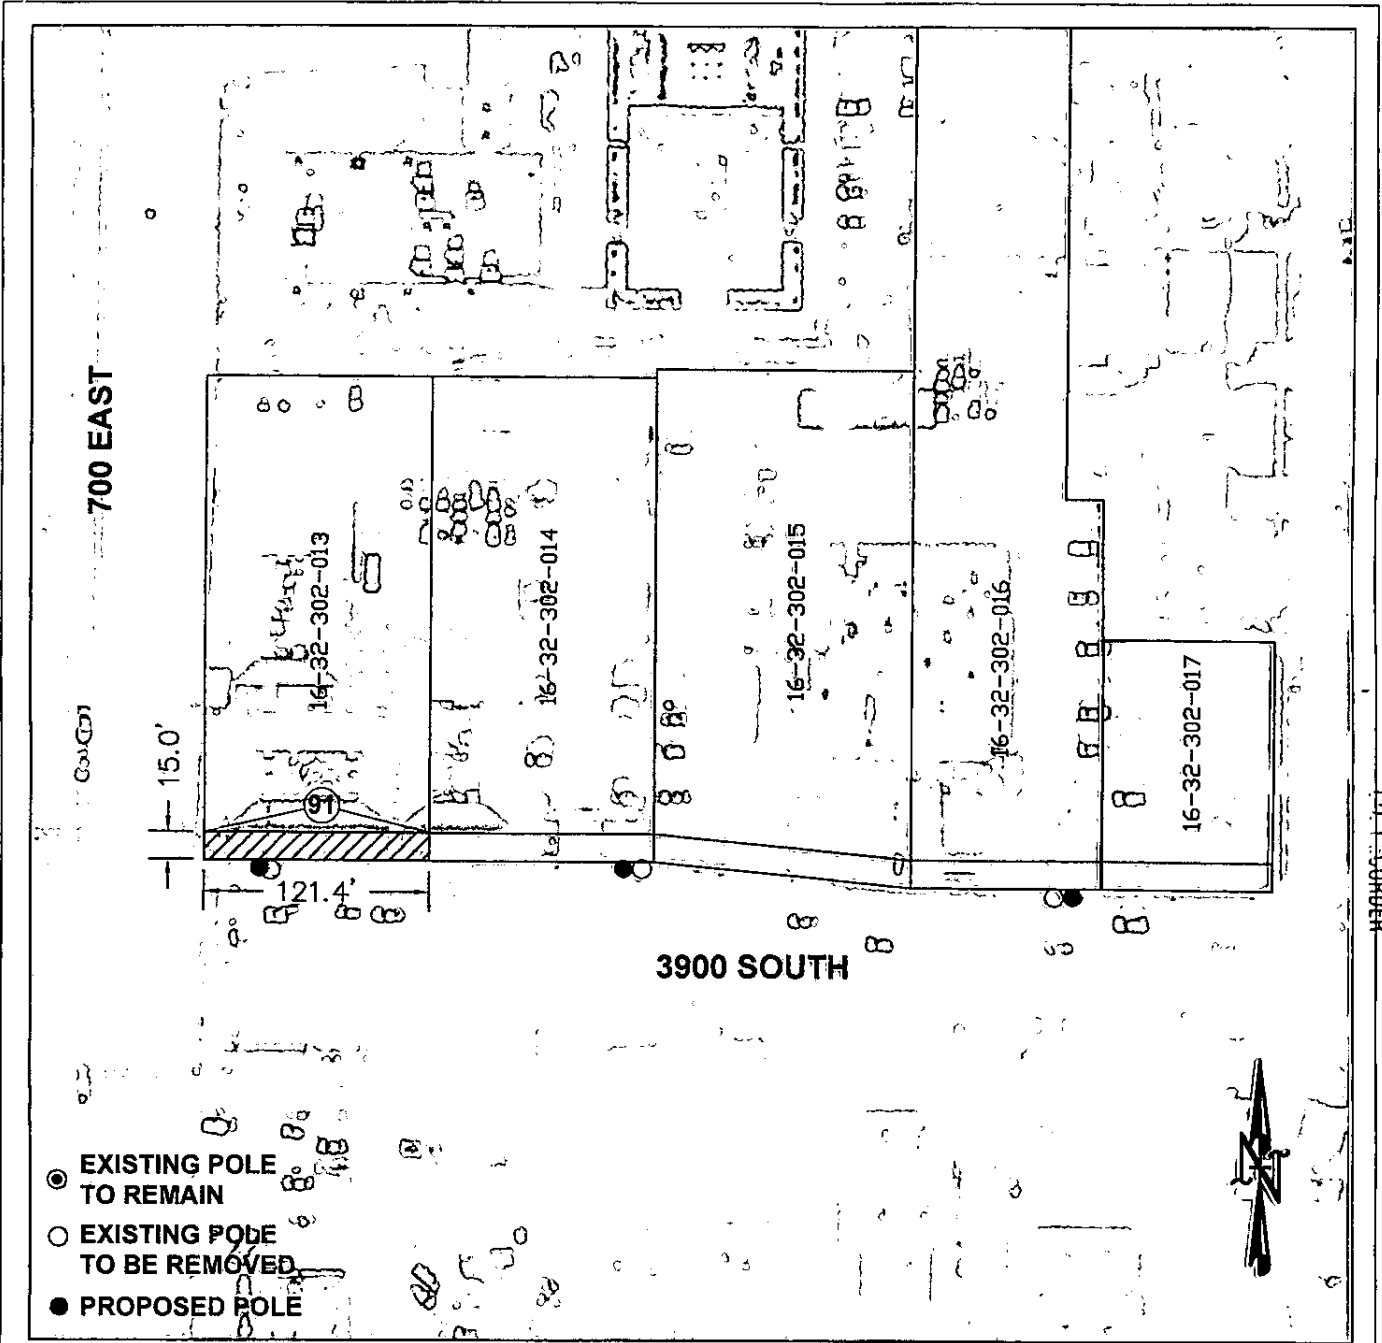 700 EAST
16-32-302-013
16-32-302-014
16-32-302-015
16-32-302-016
16-32-302-017
15.0'
91
121.4'
3900 SOUTH
N
EXISTING POLE
TO REMAIN
EXISTING POLE
TO BE REMOVED
PROPOSED POLE